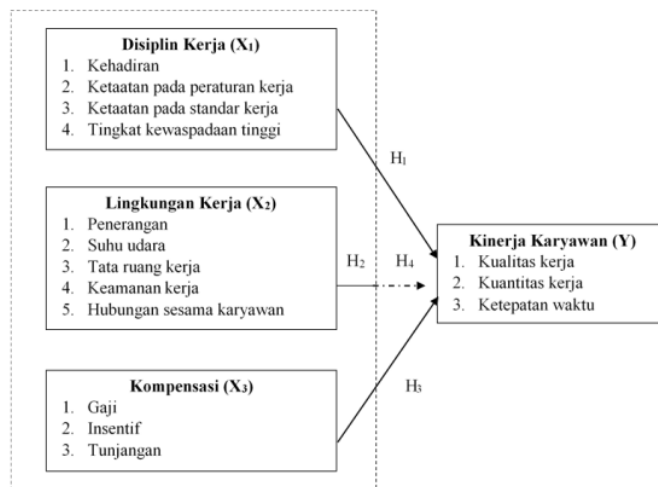 Disiplin Kerja (X₁)
1. Kehadiran
2. Ketaatan pada peraturan kerja
3. Ketaatan pada standar kerja
4. Tingkat kewaspadaan tinggi
H₁
Lingkungan Kerja (X₂)
1. Penerangan
2. Suhu udara
3. Tata ruang kerja
4. Keamanan kerja
5. Hubungan sesama karyawan
H₂
H₄
Kinerja Karyawan (Y)
1. Kualitas kerja
2. Kuantitas kerja
3. Ketepatan waktu
Kompensasi (X₃)
1. Gaji
2. Insentif
3. Tunjangan
H₃